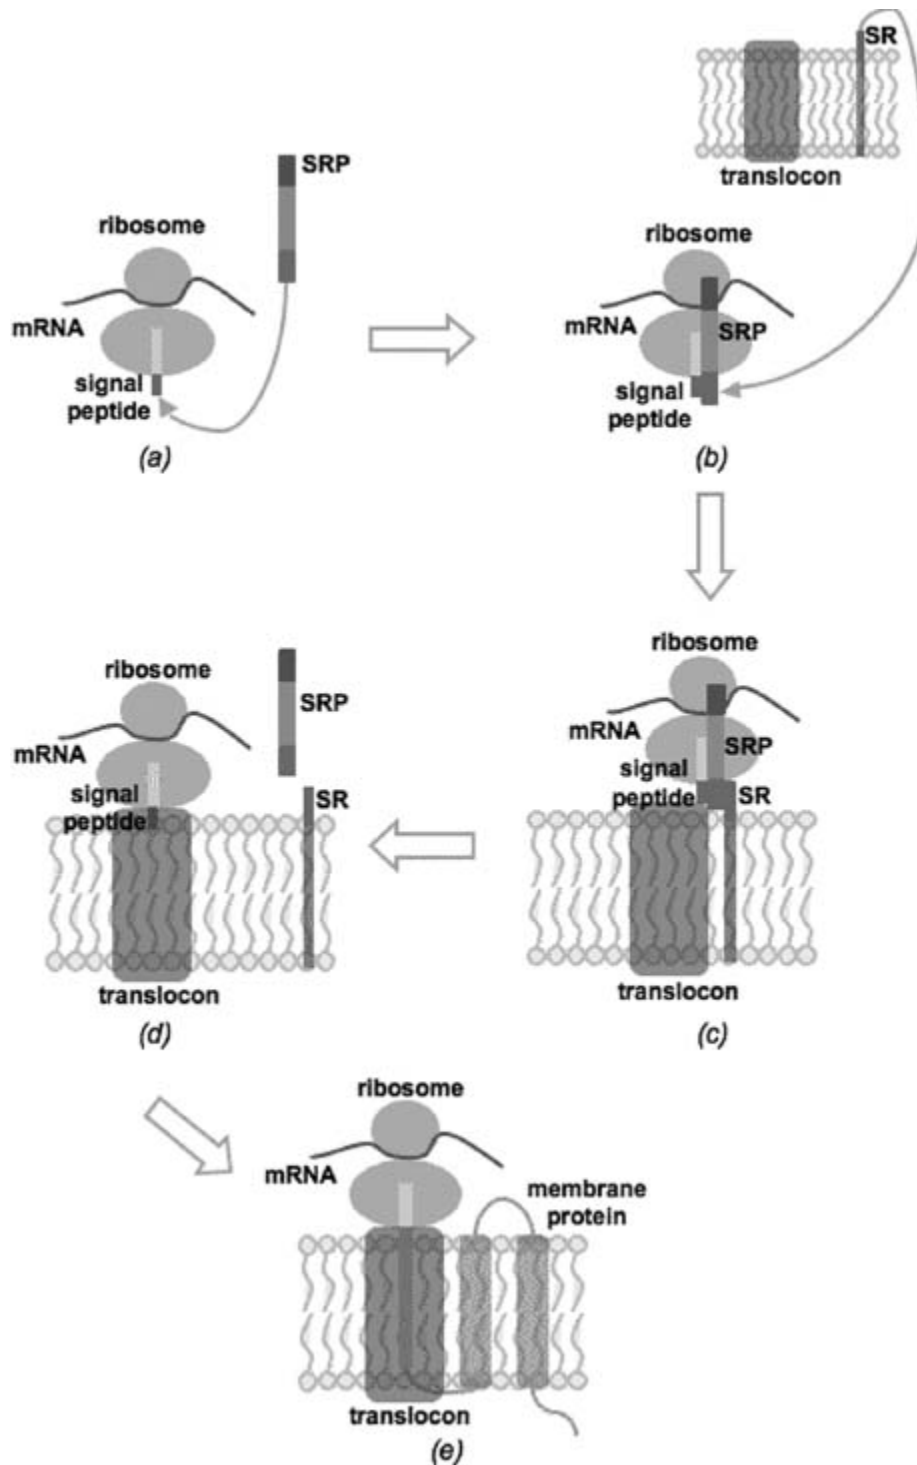 SRP
ribosome
mRNA
signal
peptide
(a)
SR
translocon
ribosome
mRNA
SRP
signal
peptide
(b)
ribosome
SRP
mRNA
signal
peptide
SR
translocon
(d)
ribosome
mRNA
SRP
signal
peptide
SR
translocon
(c)
ribosome
mRNA
membrane
protein
translocon
(e)